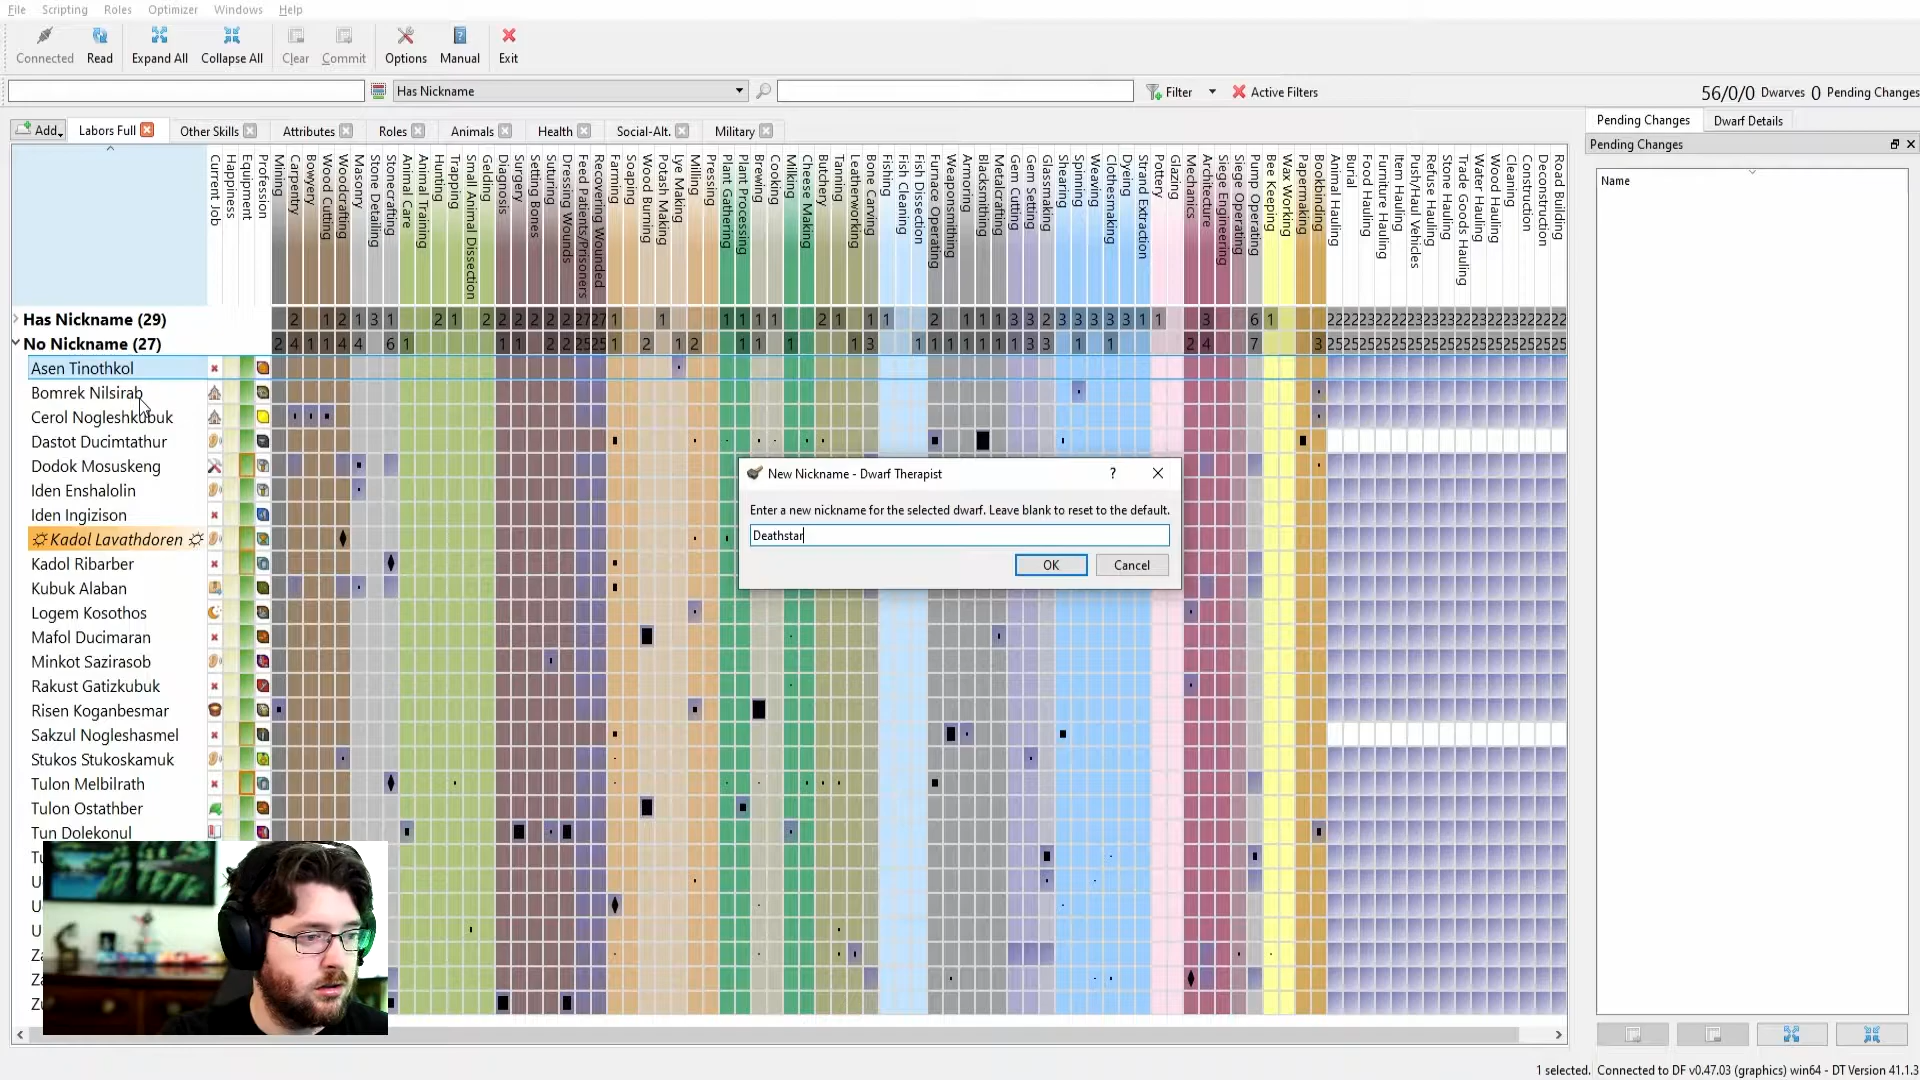 File Scripting Roles Optimizer Windows Help
Connected Read Expand All Collapse All Clear Commit Options Manual Exit
Has Nickname Filter Active Filters 56/0/0 Dwarves 0 Pending Changes
Add Labors Full Other Skills Attributes Roles Animals Health Social-Alt. Military Pending Changes Dwarf Details
Pending Changes
Name
Current Job
Happiness
Equipment
Profession
Mining
Carpentry
Bowyery
Wood Cutting
Woodcrafting
Masonry
Stone Detailing
Stonecrafting
Animal Care
Animal Training
Hunting
Trapping
Small Animal Dissection
Gelding
Diagnosis
Surgery
Setting Bones
Suturing
Dressing Wounds
Feed Patients/Prisoners
Recovering Wounded
Farming
Soaping
Wood Burning
Potash Making
Lye Making
Milling
Pressing
Plant Gathering
Plant Processing
Brewing
Cooking
Milking
Cheese Making
Butchery
Tanning
Leatherworking
Bone Carving
Fishing
Fish Cleaning
Fish Dissection
Furnace Operating
Weaponsmithing
Armoring
Blacksmithing
Metalcrafting
Gem Cutting
Gem Setting
Glassmaking
Shearing
Spinning
Weaving
Clothesmaking
Dyeing
Strand Extraction
Pottery
Glazing
Mechanics
Architecture
Siege Engineering
Siege Operating
Pump Operating
Bee Keeping
Wax Working
Papermaking
Bookbinding
Animal Hauling
Burial
Food Hauling
Furniture Hauling
Item Hauling
Push/Haul Vehicles
Refuse Hauling
Stone Hauling
Trade Goods Hauling
Water Hauling
Wood Hauling
Cleaning
Construction
Deconstruction
Road Building
Has Nickname (29)
No Nickname (27)
Asen Tinothkol
Bomrek Nilsirab
Cerol Nogleshkubuk
Dastot Ducimtathur
Dodok Mosuskeng
Iden Enshalolin
Iden Ingizison
Kadol Lavathdoren
Kadol Ribarber
Kubuk Alaban
Logem Kosothos
Mafol Ducimaran
Minkot Sazirasob
Rakust Gatizkubuk
Risen Koganbesmar
Sakzul Nogleshasmel
Stukos Stukoskamuk
Tulon Melbilrath
Tulon Ostathber
Tun Dolekonul
New Nickname - Dwarf Therapist ?
Enter a new nickname for the selected dwarf. Leave blank to reset to the default.
Deathstar
OK Cancel
1 selected. Connected to DF v0.47.03 (graphics) win64 - DT Version 41.1.3